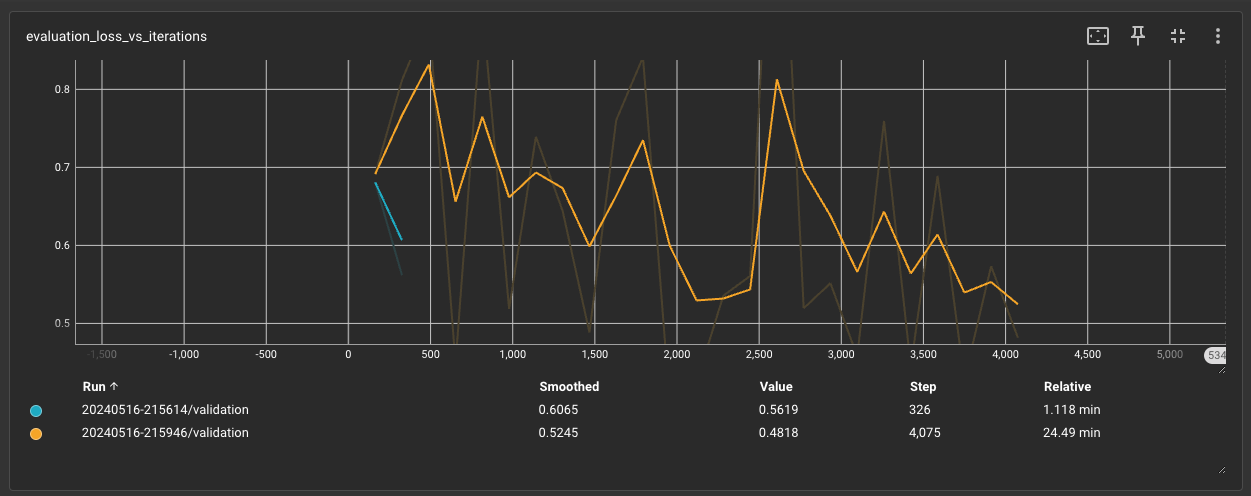 evaluation_loss_vs_iterations
0.8
0.7
0.6
0.5
-1,500 -1,000 -500 0 500 1,000 1,500 2,000 2,500 3,000 3,500 4,000 4,500 5,000 534
Run ↑ Smoothed Value Step Relative
20240516-215614/validation 0.6065 0.5619 326 1.118 min
20240516-215946/validation 0.5245 0.4818 4,075 24.49 min